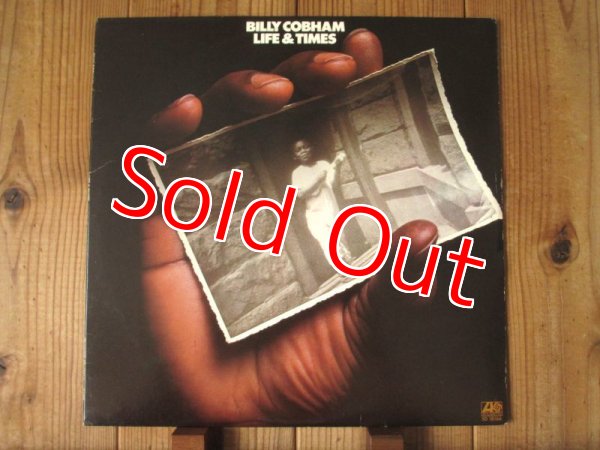 BILLY COBHAM
LIFE & TIMES
Sold Out